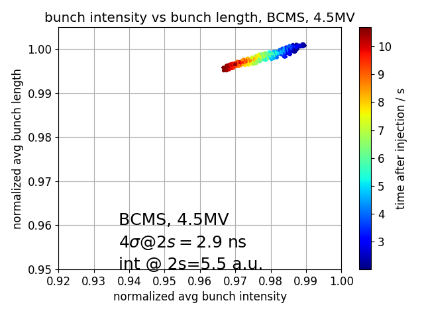 bunch intensity vs bunch length, BCMS, 4.5MV
normalized avg bunch length
1.00
0.99
0.98
0.97
0.96
0.95
BCMS, 4.5MV
4σ@2s = 2.9 ns
int @ 2s=5.5 a.u.
0.92 0.93 0.94 0.95 0.96 0.97 0.98 0.99 1.00
normalized avg bunch intensity
10
9
8
7
6
5
4
3
time after injection / s